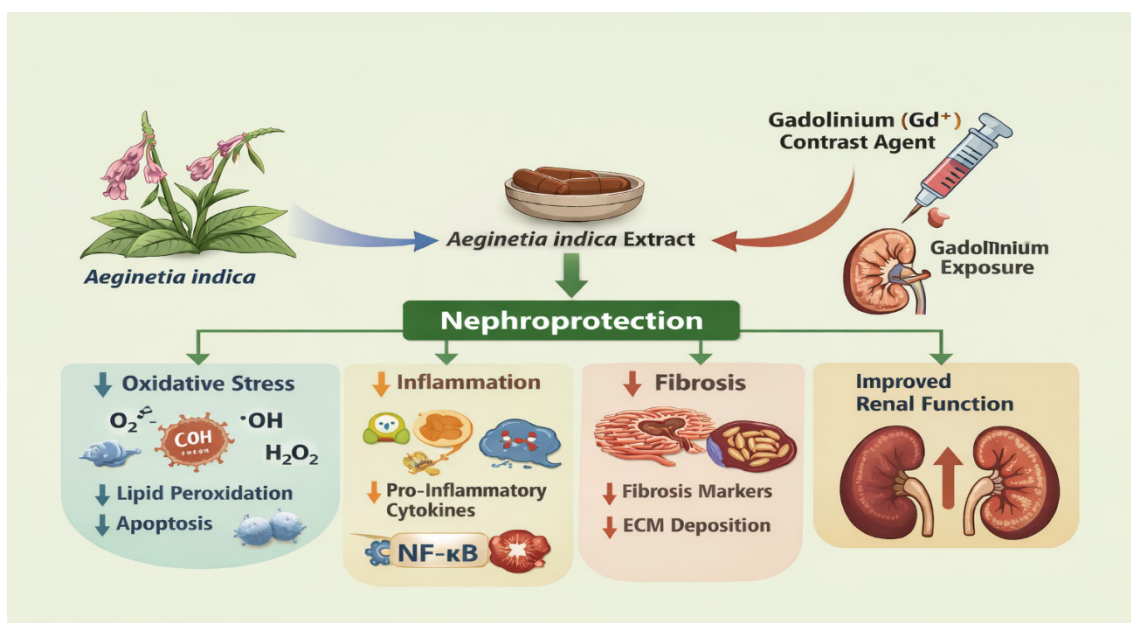 Gadolinium (Gd⁺)
Contrast Agent
Aeginetia indica Extract
Aeginetia indica
Exposure
Nephroprotection
Oxidative Stress
O₂
COH
·OH
H₂O₂
Lipid Peroxidation
Apoptosis
Inflammation
Pro-Inflammatory
Cytokines
NF-κB
Fibrosis
Fibrosis Markers
ECM Deposition
Improved
Renal Function